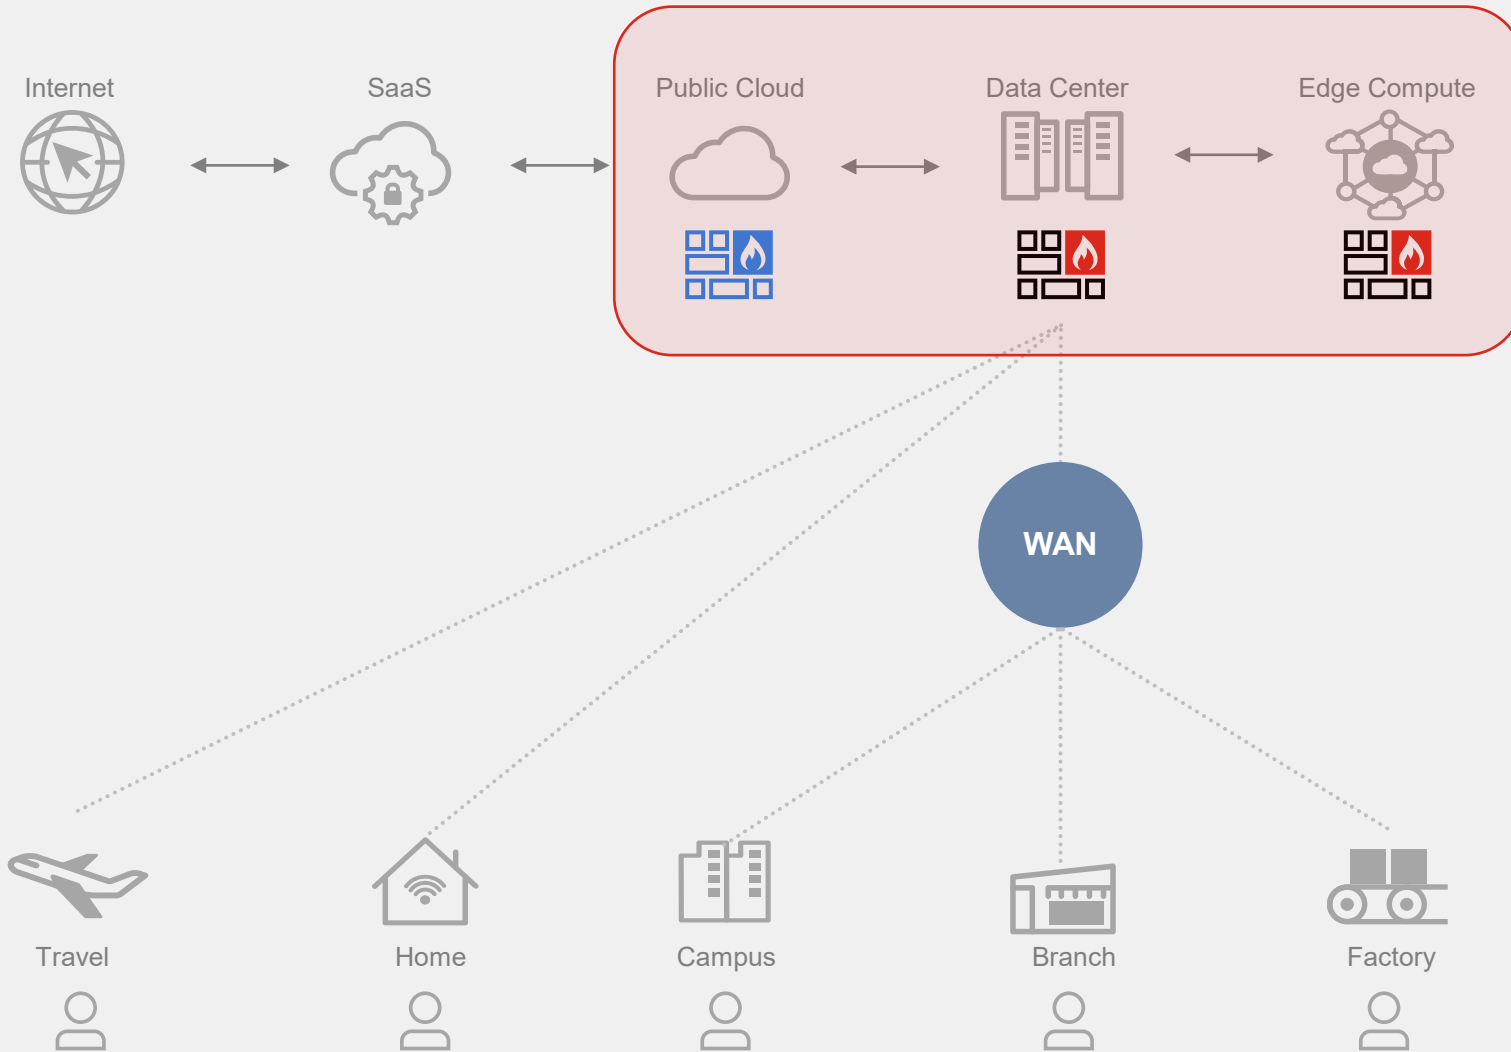 Internet
SaaS
Public Cloud
Data Center
Edge Compute
WAN
Travel
Home
Campus
Branch
Factory